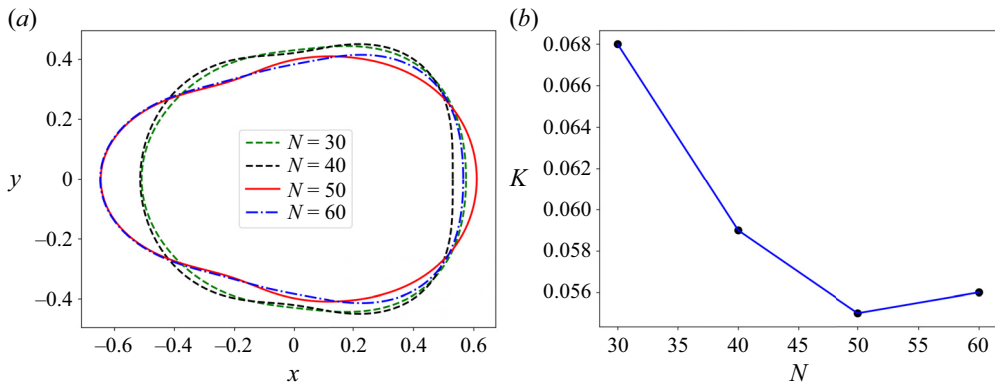 (a)
y
0.4
0.2
0
–0.2
–0.4
N = 30
N = 40
N = 50
N = 60
–0.6 –0.4 –0.2 0 0.2 0.4 0.6
x
(b)
K
0.068
0.066
0.064
0.062
0.060
0.058
0.056
30 35 40 45 50 55 60
N